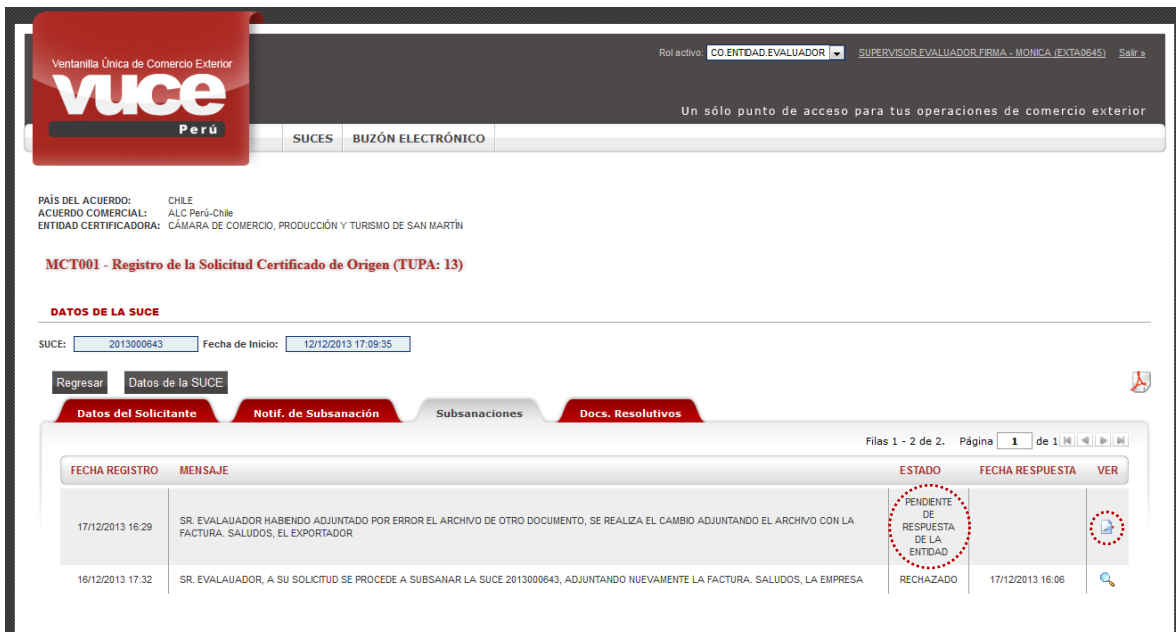 Ventanilla Única de Comercio Exterior
vuce
Perú
Rol activo: CO.ENTIDAD.EVALUADOR SUPERVISOR,EVALUADOR,FIRMA - MONICA (EXTA0645) Salir »
Un sólo punto de acceso para tus operaciones de comercio exterior
SUCES BUZÓN ELECTRÓNICO
PAÍS DEL ACUERDO: CHILE
ACUERDO COMERCIAL: ALC Perú-Chile
ENTIDAD CERTIFICADORA: CÁMARA DE COMERCIO, PRODUCCIÓN Y TURISMO DE SAN MARTÍN
MCT001 - Registro de la Solicitud Certificado de Origen (TUPA: 13)
DATOS DE LA SUCE
SUCE: 2013000643 Fecha de Inicio: 12/12/2013 17:09:35
Regresar Datos de la SUCE
Datos del Solicitante Notif. de Subsanación Subsanaciones Docs. Resolutivos
Filas 1 - 2 de 2. Página 1 de 1
FECHA REGISTRO MENSAJE ESTADO FECHA RESPUESTA VER
17/12/2013 16:29 SR. EVALAUADOR HABIENDO ADJUNTADO POR ERROR EL ARCHIVO DE OTRO DOCUMENTO, SE REALIZA EL CAMBIO ADJUNTANDO EL ARCHIVO CON LA
FACTURA. SALUDOS, EL EXPORTADOR
PENDIENTE
DE
RESPUESTA
DE LA
ENTIDAD
16/12/2013 17:32 SR. EVALAUADOR, A SU SOLICITUD SE PROCEDE A SUBSANAR LA SUCE 2013000643, ADJUNTANDO NUEVAMENTE LA FACTURA. SALUDOS, LA EMPRESA RECHAZADO 17/12/2013 16:06